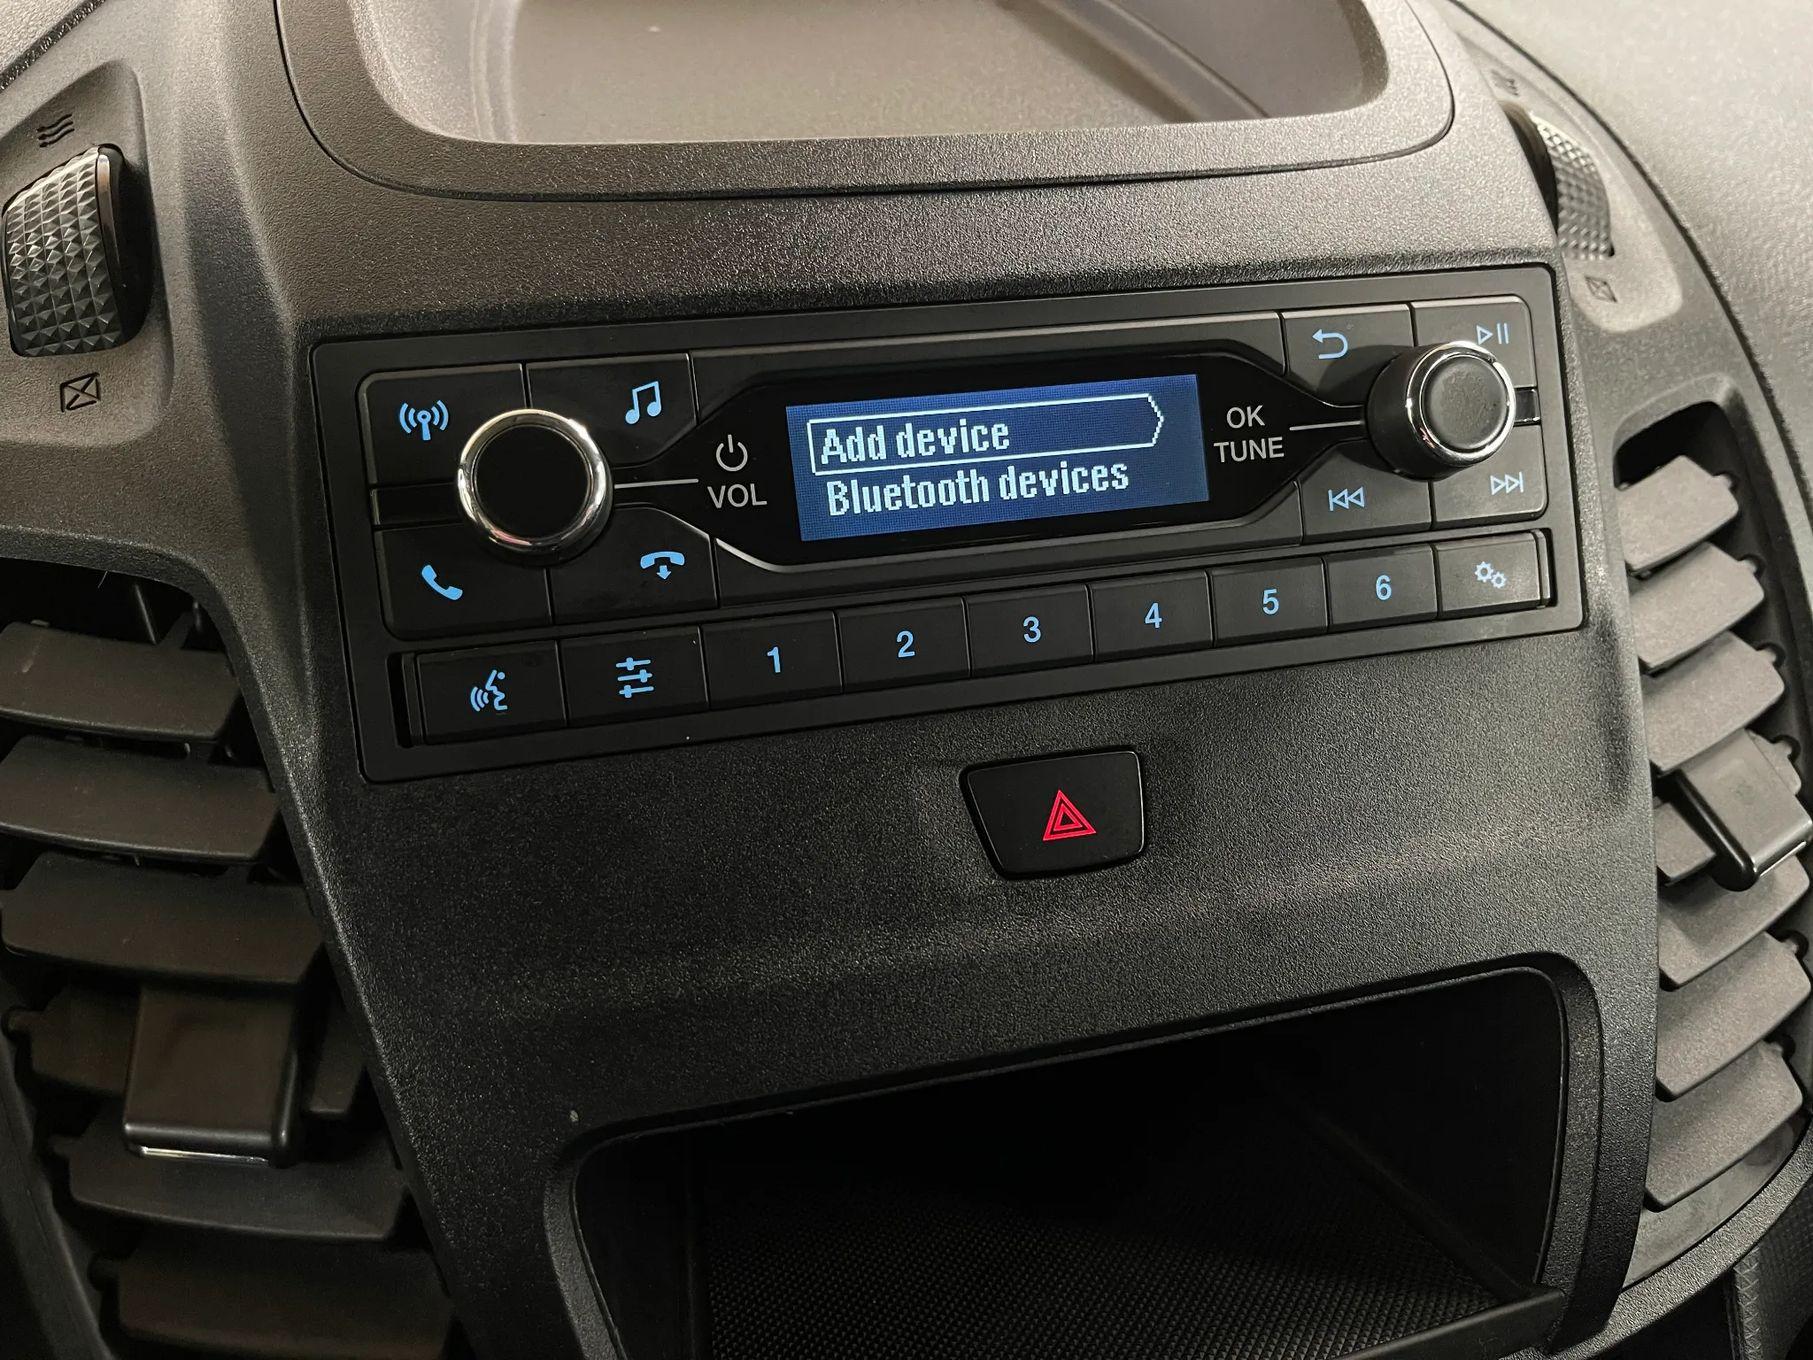 Add device
Bluetooth devices
VOL
OK
TUNE
1 2 3 4 5 6